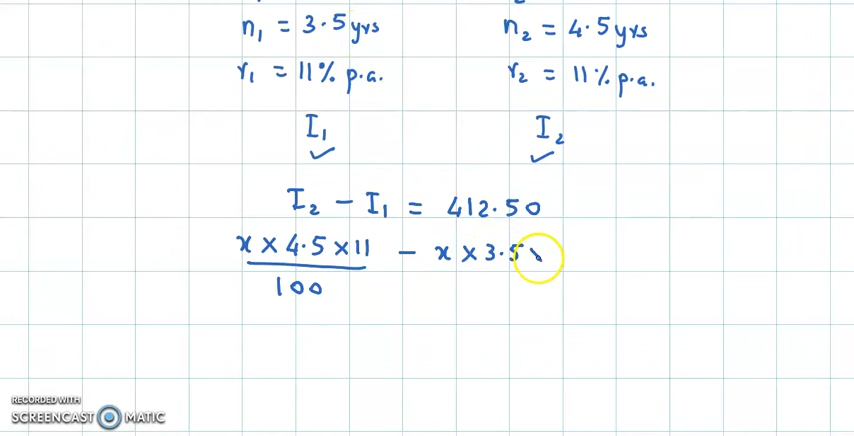 n₁ = 3.5 yrs n₂ = 4.5 yrs
r₁ = 11% p.a. r₂ = 11% p.a.
I₁ I₂
✓ ✓
I₂ - I₁ = 412.50
x × 4.5 × 11 - x × 3.5
100
RECORDED WITH
SCREENCAST MATIC